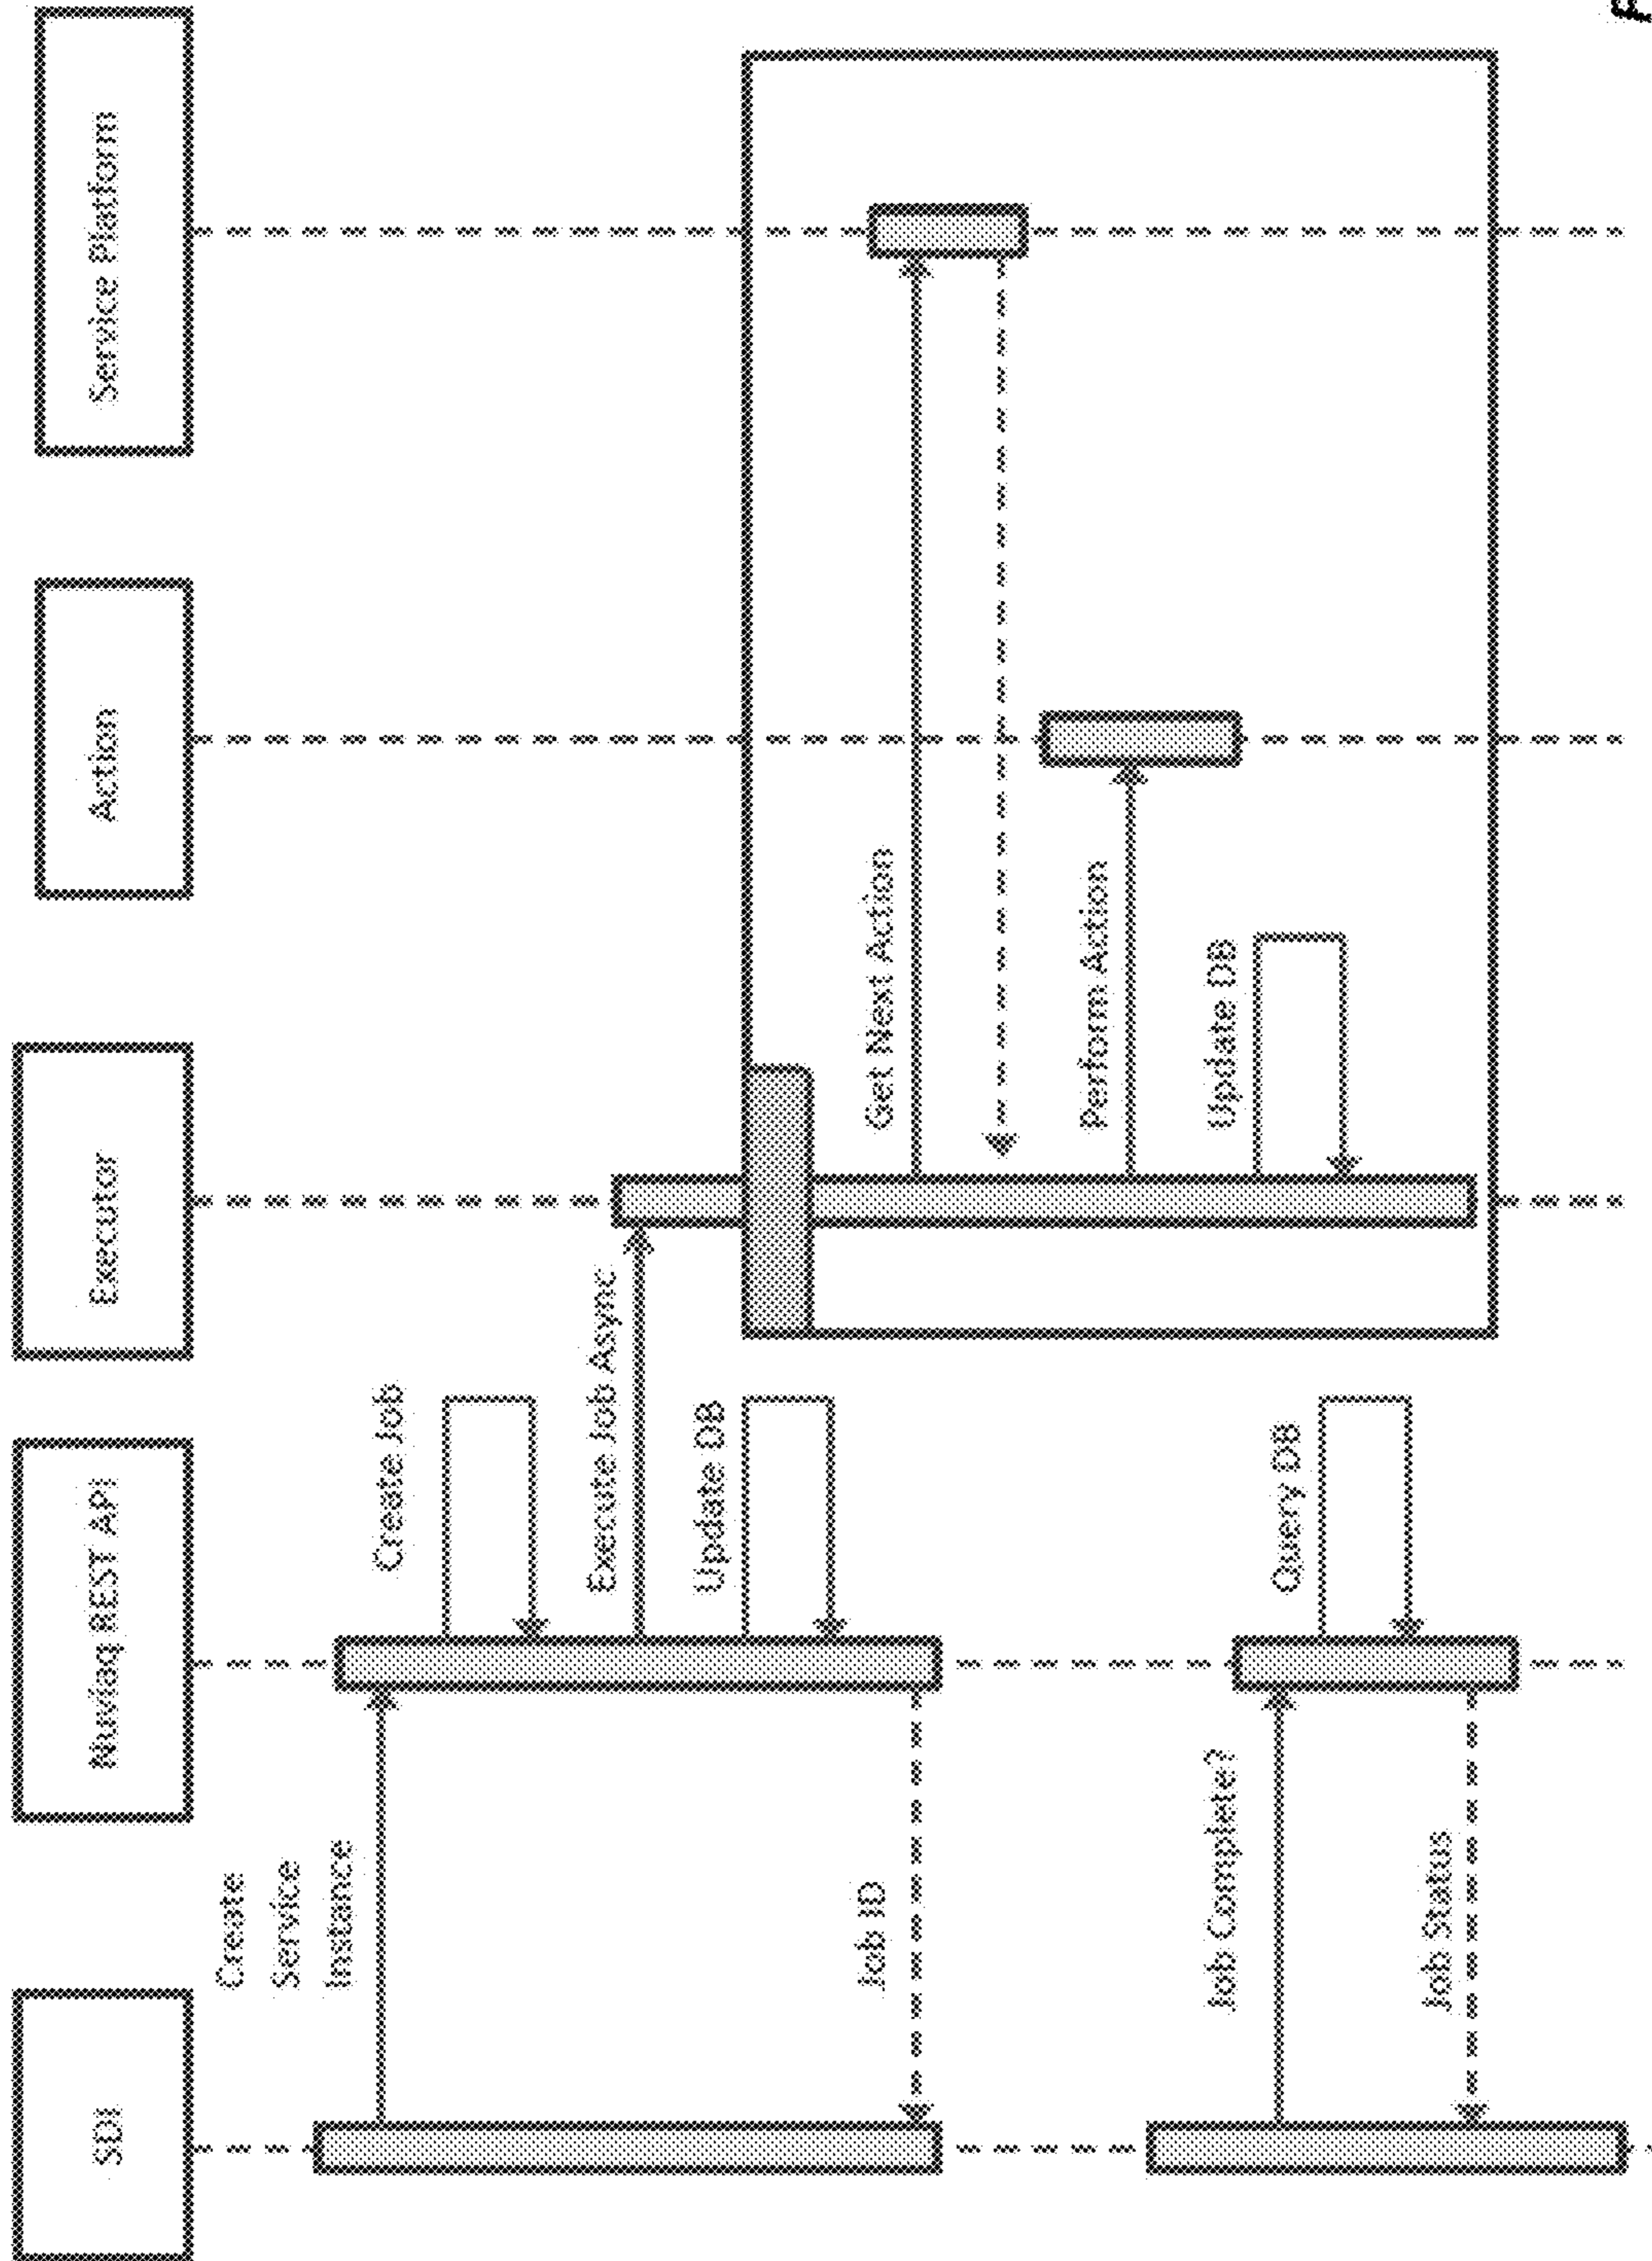 SDI
Nuviaq REST API
Executor
Action
Service Platform
Create
Service
Instance
Create Job
Execute Job Async
Update DB
Get Next Action
Job ID
Perform Action
Update DB
Job Complete?
Query DB
Job Status